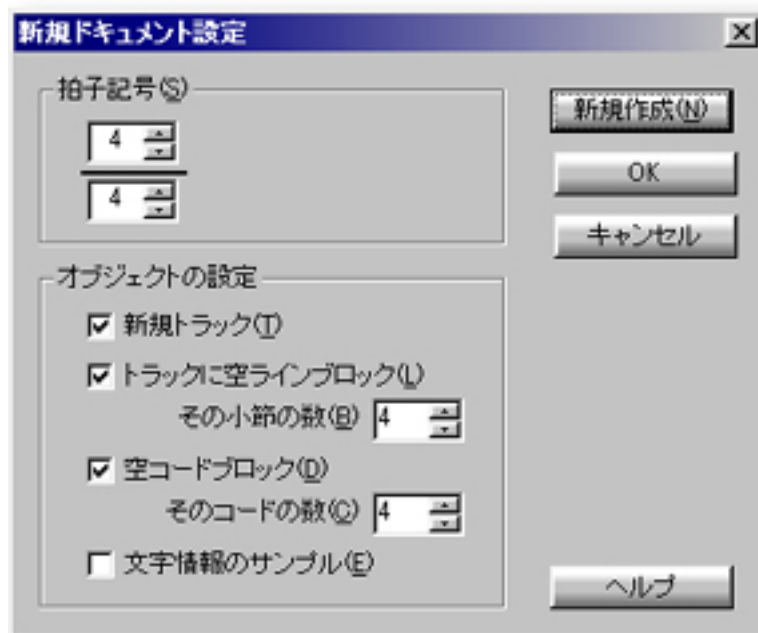 新規ドキュメント設定
拍子記号(S)
4
4
新規作成(N)
OK
キャンセル
オブジェクトの設定
新規トラック(T)
トラックに空ラインブロック(L)
その小節の数(B) 4
空コードブロック(D)
そのコードの数(C) 4
文字情報のサンプル(E)
ヘルプ